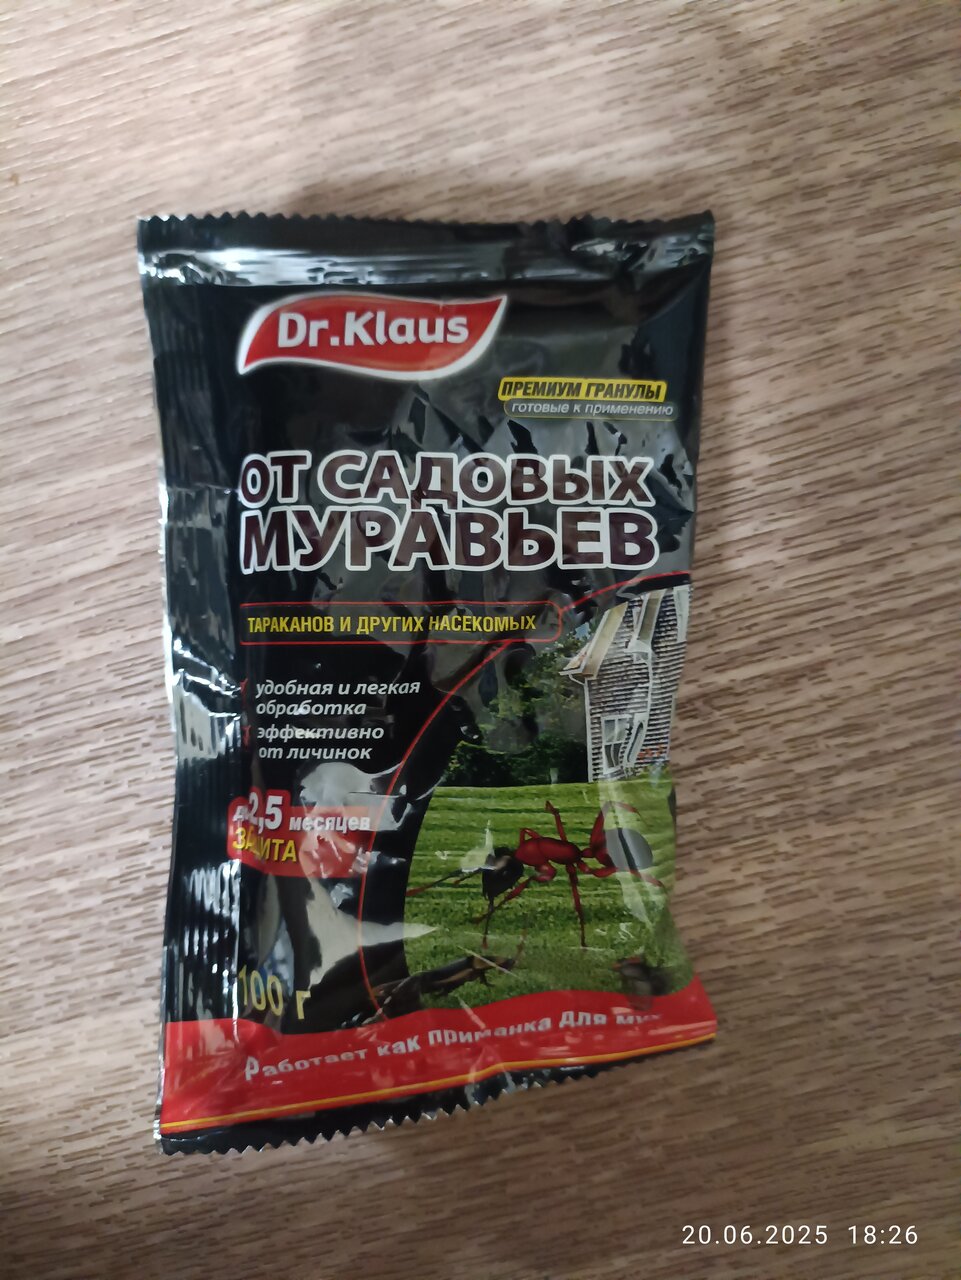 Dr.Klaus
ПРЕМИУМ ГРАНУЛЫ
готовые к применению
ОТ САДОВЫХ
МУРАВЬЕВ
ТАРАКАНОВ И ДРУГИХ НАСЕКОМЫХ
удобная и легкая
обработка
эффективно
от личинок
2,5 месяцев
ЗАЩИТА
100 г
Работает как приманка для
20.06.2025 18:26